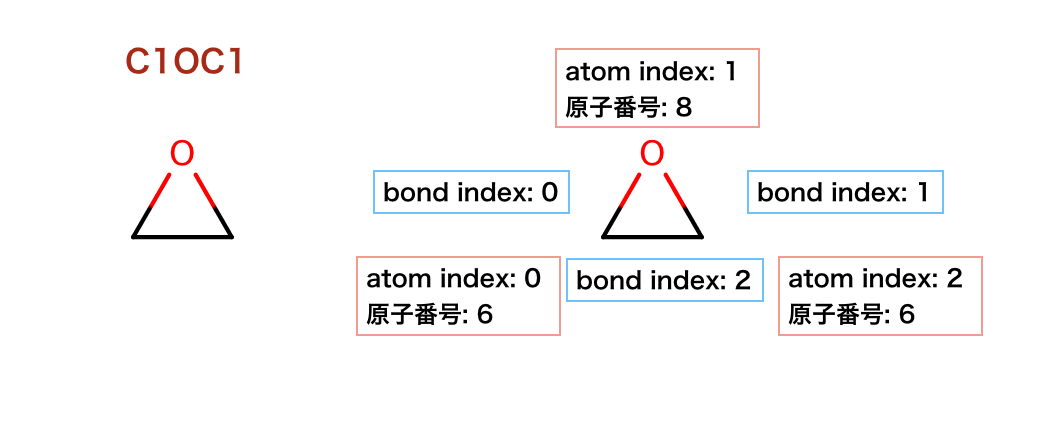 C1OC1
atom index: 1
原子番号: 8
O
O
bond index: 0
bond index: 1
atom index: 0
原子番号: 6
bond index: 2
atom index: 2
原子番号: 6